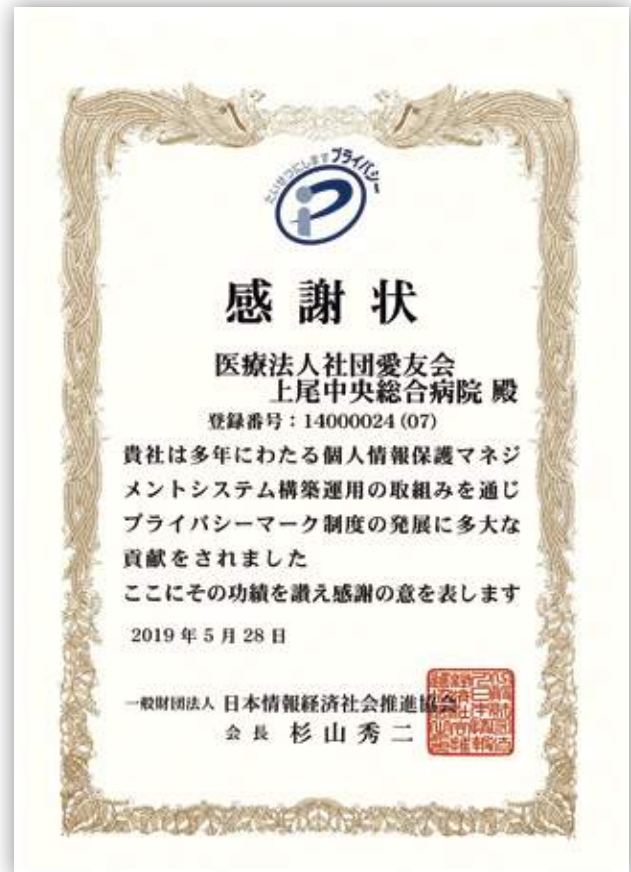 たいせつにしますプライバシー
感謝状
医療法人社団愛友会
上尾中央総合病院 殿
登録番号：14000024 (07)
貴社は多年にわたる個人情報保護マネジ
メントシステム構築運用の取組みを通じ
プライバシーマーク制度の発展に多大な
貢献をされました
ここにその功績を讃え感謝の意を表します
2019年5月28日
一般財団法人 日本情報経済社会推進協会
会長 杉山秀二